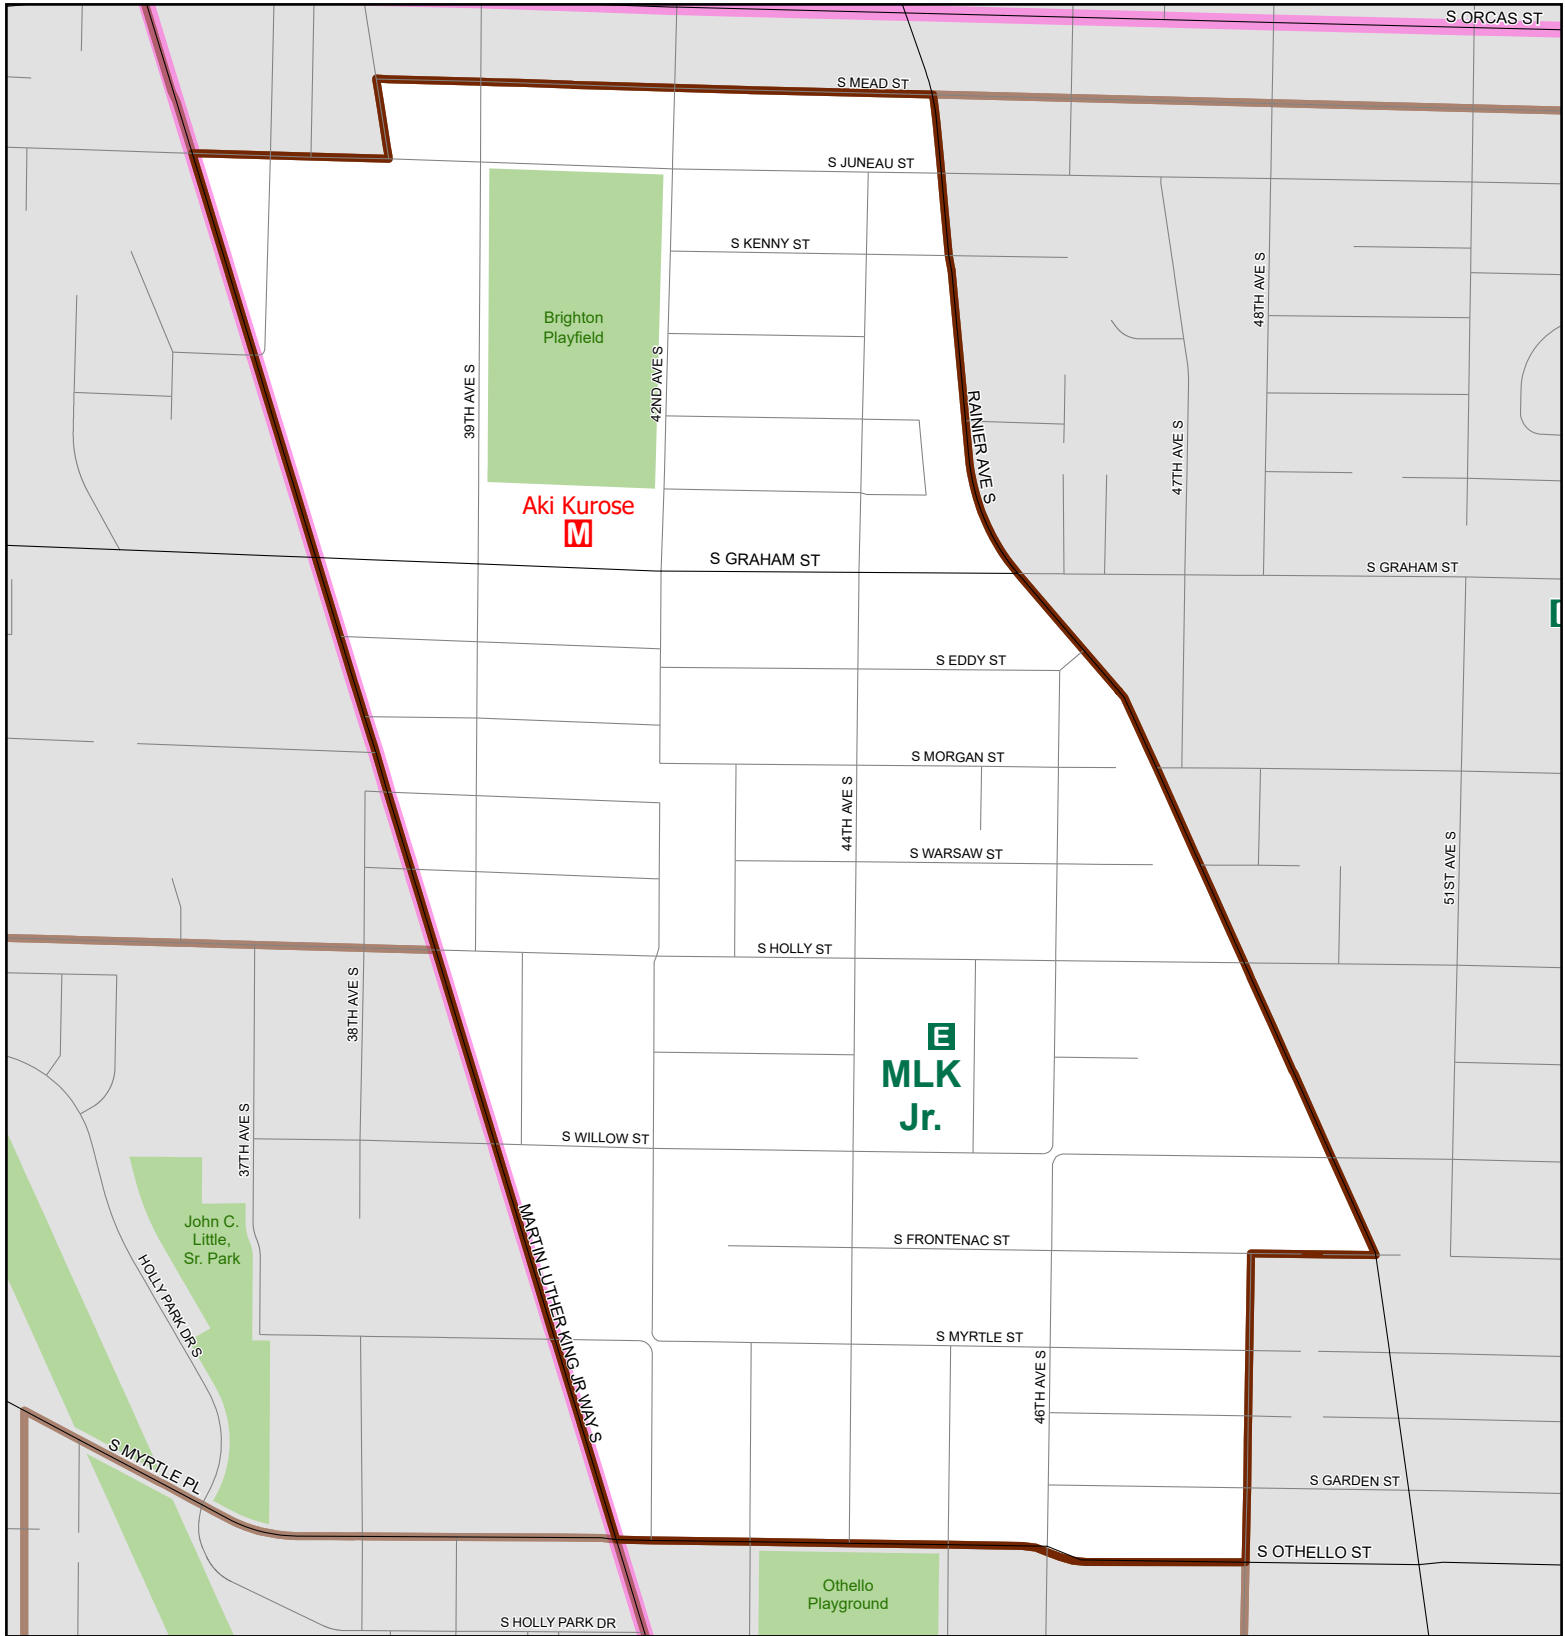 S ORCAS ST
S MEAD ST
S JUNEAU ST
S KENNY ST
48TH AVE S
Brighton
Playfield
39TH AVE S
42ND AVE S
RAINIER AVE S
47TH AVE S
Aki Kurose
M
S GRAHAM ST
S GRAHAM ST
S EDDY ST
S MORGAN ST
44TH AVE S
S WARSAW ST
51ST AVE S
S HOLLY ST
38TH AVE S
E
MLK
Jr.
37TH AVE S
S WILLOW ST
John C.
Little,
Sr. Park
HOLLY PARK DR S
MARTIN LUTHER KING JR WAY S
S FRONTENAC ST
S MYRTLE ST
46TH AVE S
S MYRTLE PL
S GARDEN ST
S OTHELLO ST
Othello
Playground
S HOLLY PARK DR